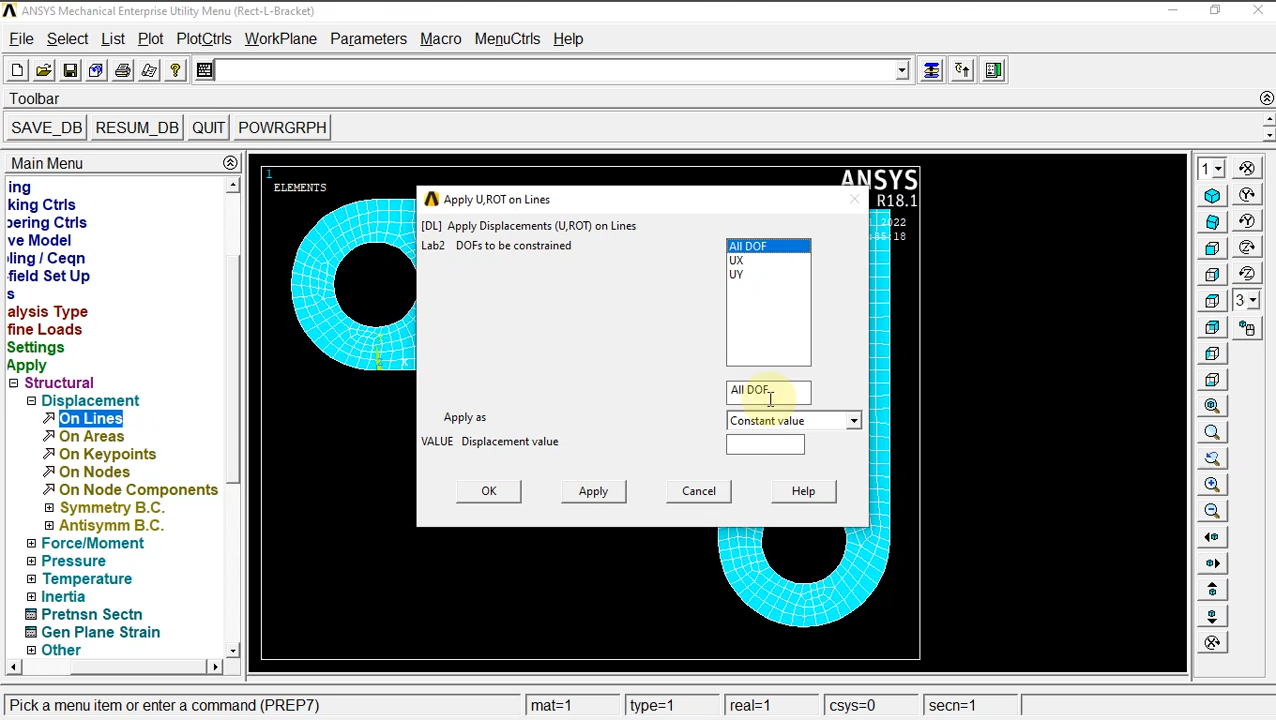 ANSYS Mechanical Enterprise Utility Menu (Rect-L-Bracket)
File Select List Plot PlotCtrls WorkPlane Parameters Macro MenuCtrls Help
Toolbar
SAVE_DB RESUM_DB QUIT POWRGRPH
Main Menu
ing
king Ctrls
pering Ctrls
ve Model
ling / Ceqn
-field Set Up
s
alysis Type
fine Loads
Settings
Apply
Structural
Displacement
On Lines
On Areas
On Keypoints
On Nodes
On Node Components
Symmetry B.C.
Antisymm B.C.
Force/Moment
Pressure
Temperature
Inertia
Pretnsn Sectn
Gen Plane Strain
Other
1
ELEMENTS
ANSYS
R18.1
2022
:18
X
Apply U,ROT on Lines
[DL] Apply Displacements (U,ROT) on Lines
Lab2 DOFs to be constrained
All DOF
UX
UY
All DOF
Apply as
Constant value
VALUE Displacement value
OK Apply Cancel Help
1
3
Pick a menu item or enter a command (PREP7)
mat=1 type=1 real=1 csys=0 secn=1